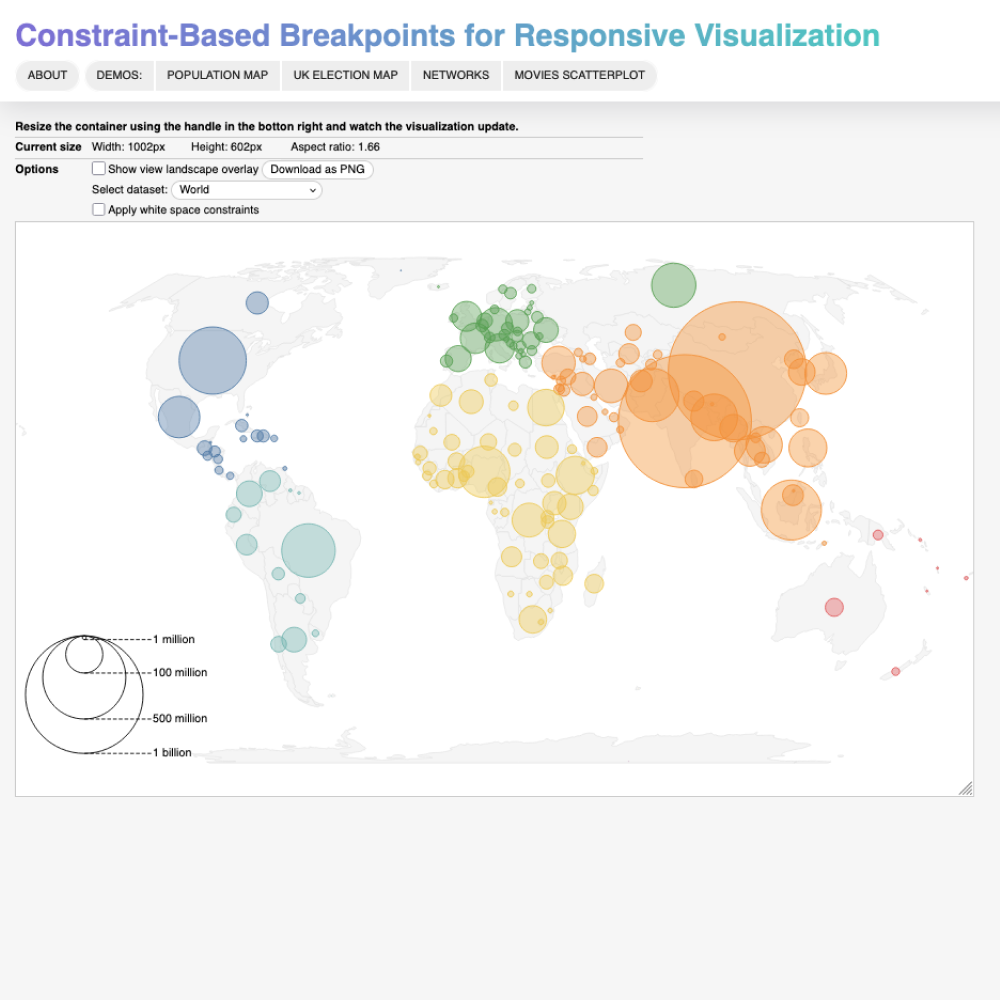 Constraint-Based Breakpoints for Responsive Visualization
ABOUT DEMOS: POPULATION MAP UK ELECTION MAP NETWORKS MOVIES SCATTERPLOT
Resize the container using the handle in the botton right and watch the visualization update.
Current size Width: 1002px Height: 602px Aspect ratio: 1.66
Options Show view landscape overlay Download as PNG
Select dataset: World
Apply white space constraints
1 million
100 million
500 million
1 billion